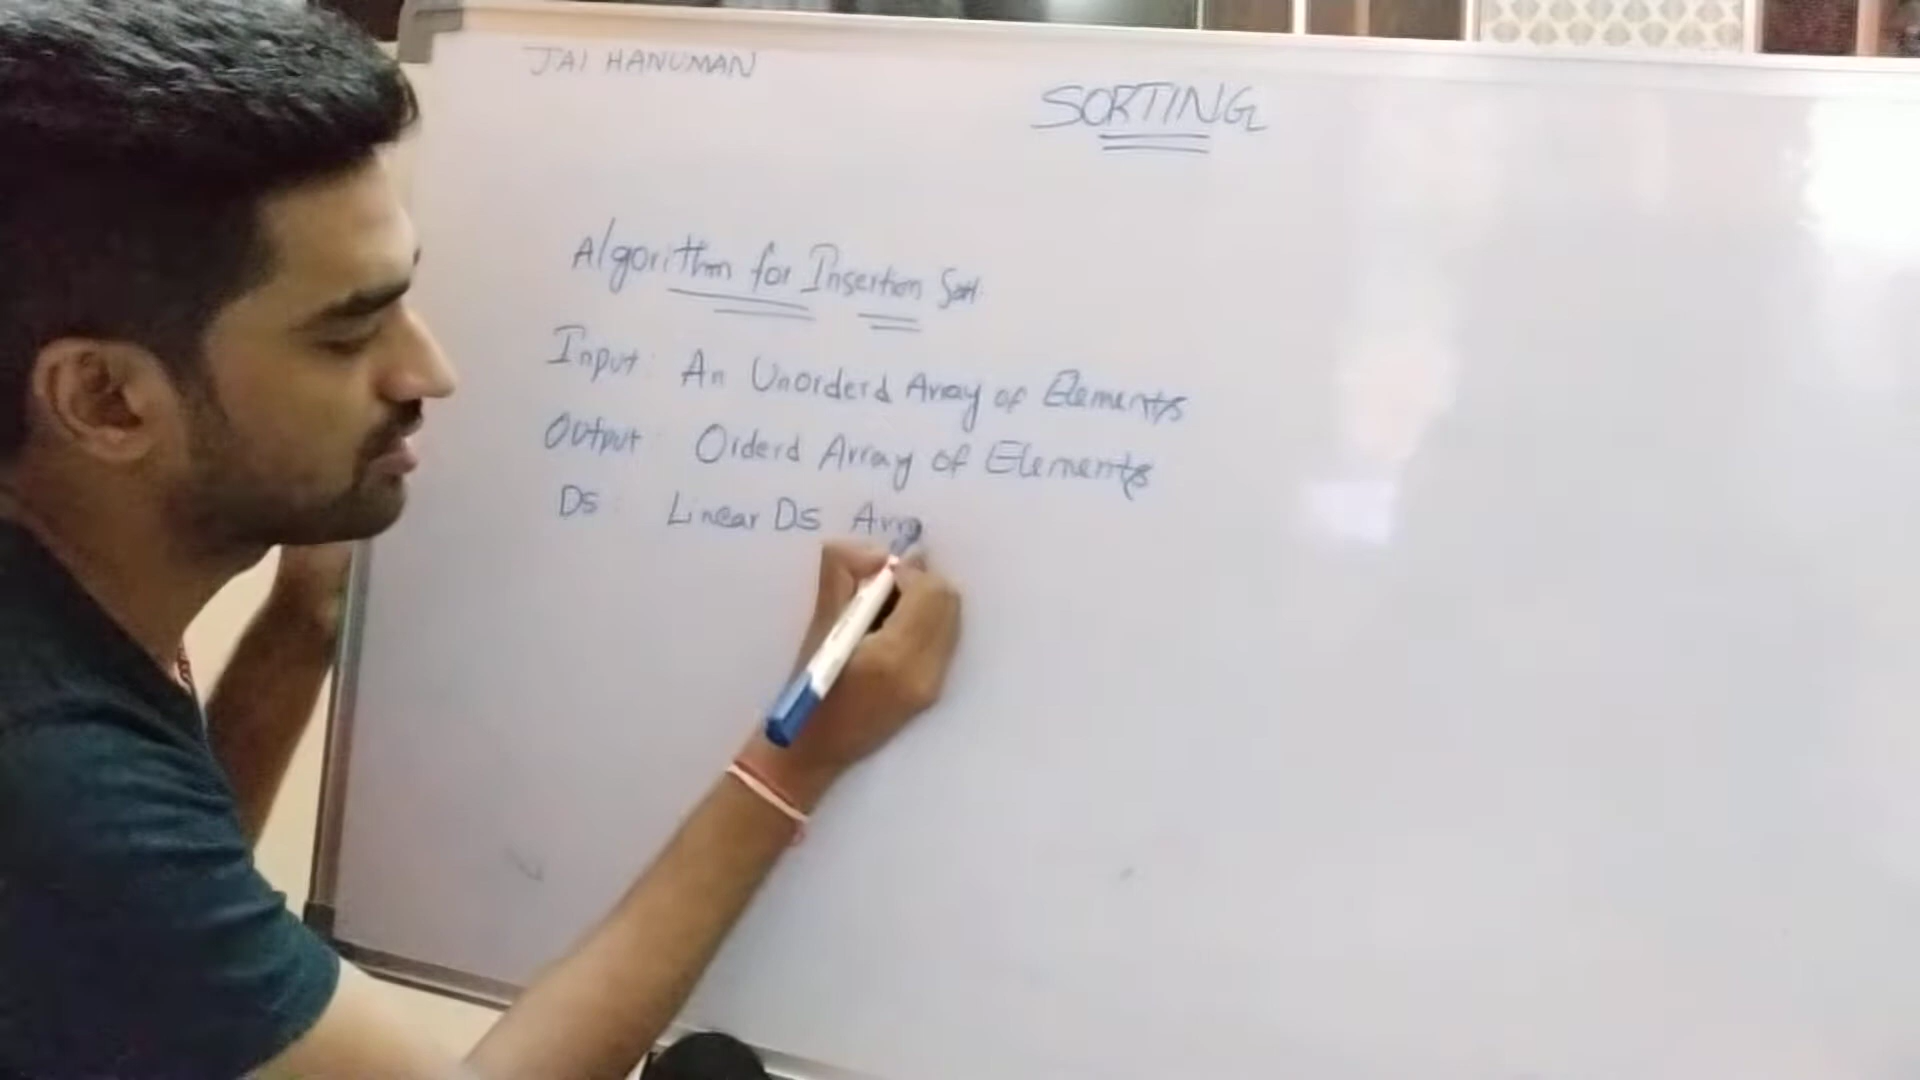 JAI HANUMAN
SORTING
Algorithm for Insertion Sort.
Input: An Unorderd Array of Elements
Output: Orderd Array of Elements
DS: Linear DS Arra